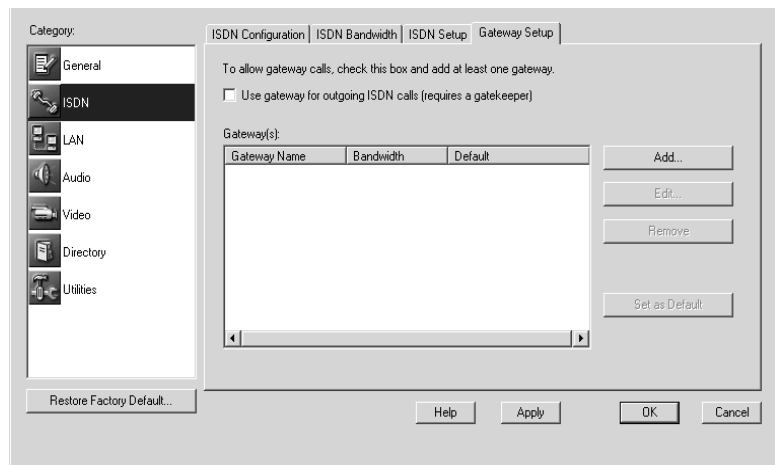 Category:
General
ISDN
LAN
Audio
Video
Directory
Utilities
Restore Factory Default...
ISDN Configuration
ISDN Bandwidth
ISDN Setup
Gateway Setup
To allow gateway calls, check this box and add at least one gateway.
Use gateway for outgoing ISDN calls (requires a gatekeeper)
Gateway(s):
Gateway Name
Bandwidth
Default
Add...
Edit...
Remove
Set as Default
Help
Apply
OK
Cancel